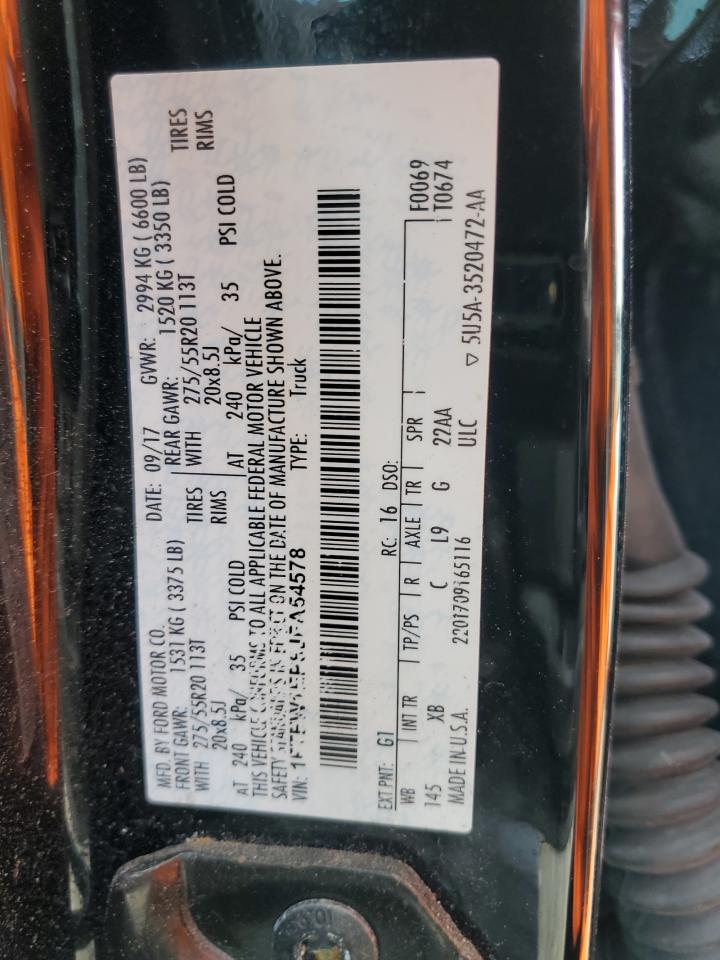 MFD. BY FORD MOTOR CO. DATE: 09/17 GVWR: 2994 KG ( 6600 LB)
FRONT GAWR: 1531 KG ( 3375 LB) REAR GAWR: 1520 KG ( 3350 LB)
WITH 275/55R20 113T TIRES WITH 275/55R20 113T TIRES
20x8.5J RIMS 20x8.5J RIMS
AT 240 kPa/ 35 PSI COLD AT 240 kPa/ 35 PSI COLD
THIS VEHICLE CONFORMS TO ALL APPLICABLE FEDERAL MOTOR VEHICLE
SAFETY STANDARDS IN EFFECT ON THE DATE OF MANUFACTURE SHOWN ABOVE.
VIN: TYPE: Truck
EXT PNT: G1 RC: 16 DSO: F0069
WB INT TR TP/PS R AXLE TR SPR T0674
145 XB C L9 G 22AA
MADE IN U.S.A. 2201709165116 ULC ▽ 5U5A-3520472-AA